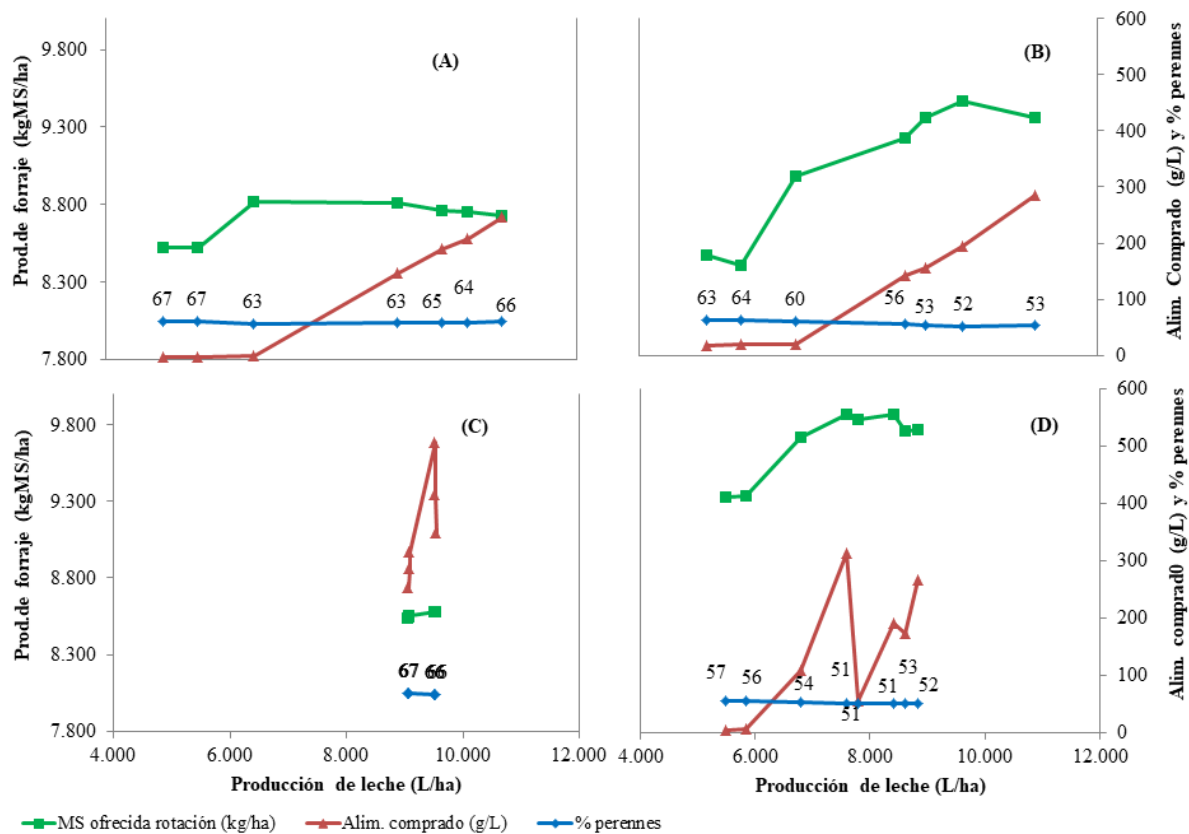 (A)
(B)
Prod.de forraje (kgMS/ha)
9.800
9.300
8.800
8.300
7.800
67 67 63 63 65 64 66
63 64 60 56 53 52 53
600
500
400
300
200
100
0
Alim. Comprado (g/L) y % perennes
(C)
(D)
Prod.de forraje (kgMS/ha)
9.800
9.300
8.800
8.300
7.800
67 66
57 56 54 51 51 51 53 52
600
500
400
300
200
100
0
Alim. comprad0 (g/L) y % perennes
4.000 6.000 8.000 10.000 12.000
6.000 8.000 10.000 12.000
Producción de leche (L/ha)
Producción de leche (L/ha)
MS ofrecida rotación (kg/ha) Alim. comprado (g/L) % perennes